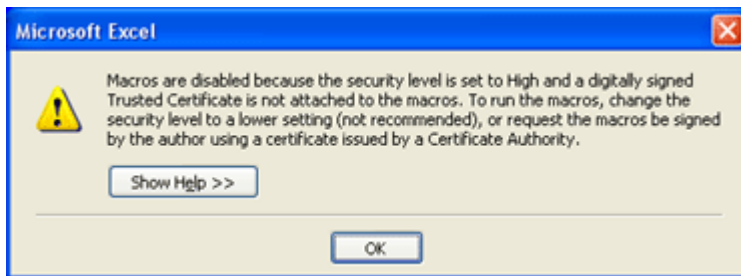 Microsoft Excel
Macros are disabled because the security level is set to High and a digitally signed
Trusted Certificate is not attached to the macros. To run the macros, change the
security level to a lower setting (not recommended), or request the macros be signed
by the author using a certificate issued by a Certificate Authority.
Show Help >>
OK